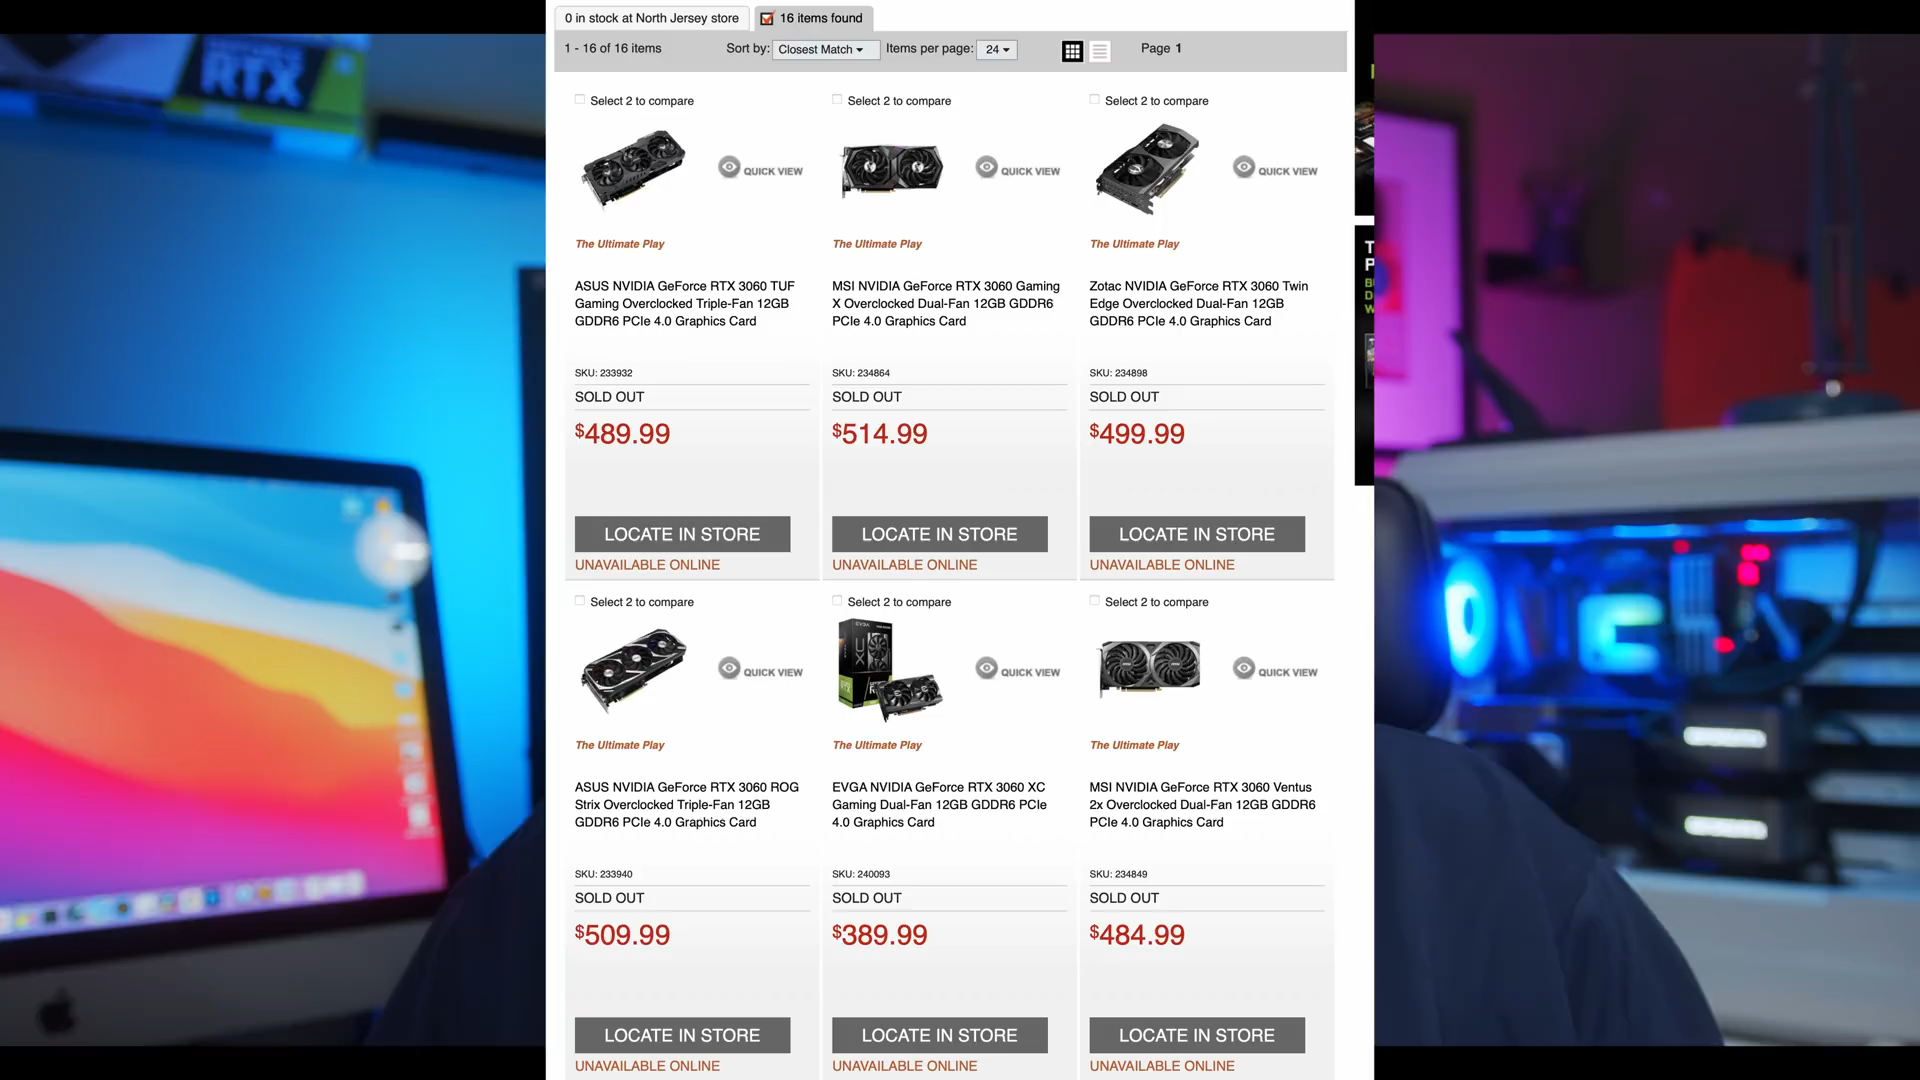 0 in stock at North Jersey store
16 items found
1 - 16 of 16 items
Sort by:
Closest Match
Items per page:
24
Page 1
Select 2 to compare
Select 2 to compare
Select 2 to compare
QUICK VIEW
QUICK VIEW
QUICK VIEW
The Ultimate Play
The Ultimate Play
The Ultimate Play
ASUS NVIDIA GeForce RTX 3060 TUF
Gaming Overclocked Triple-Fan 12GB
GDDR6 PCIe 4.0 Graphics Card
MSI NVIDIA GeForce RTX 3060 Gaming
X Overclocked Dual-Fan 12GB GDDR6
PCIe 4.0 Graphics Card
Zotac NVIDIA GeForce RTX 3060 Twin
Edge Overclocked Dual-Fan 12GB
GDDR6 PCIe 4.0 Graphics Card
SKU: 233932
SKU: 234864
SKU: 234898
SOLD OUT
SOLD OUT
SOLD OUT
$489.99
$514.99
$499.99
LOCATE IN STORE
LOCATE IN STORE
LOCATE IN STORE
UNAVAILABLE ONLINE
UNAVAILABLE ONLINE
UNAVAILABLE ONLINE
Select 2 to compare
Select 2 to compare
Select 2 to compare
EVGA
XC
QUICK VIEW
QUICK VIEW
QUICK VIEW
The Ultimate Play
The Ultimate Play
The Ultimate Play
ASUS NVIDIA GeForce RTX 3060 ROG
Strix Overclocked Triple-Fan 12GB
GDDR6 PCIe 4.0 Graphics Card
EVGA NVIDIA GeForce RTX 3060 XC
Gaming Dual-Fan 12GB GDDR6 PCIe
4.0 Graphics Card
MSI NVIDIA GeForce RTX 3060 Ventus
2x Overclocked Dual-Fan 12GB GDDR6
PCIe 4.0 Graphics Card
SKU: 233940
SKU: 240093
SKU: 234849
SOLD OUT
SOLD OUT
SOLD OUT
$509.99
$389.99
$484.99
LOCATE IN STORE
LOCATE IN STORE
LOCATE IN STORE
UNAVAILABLE ONLINE
UNAVAILABLE ONLINE
UNAVAILABLE ONLINE
RTX